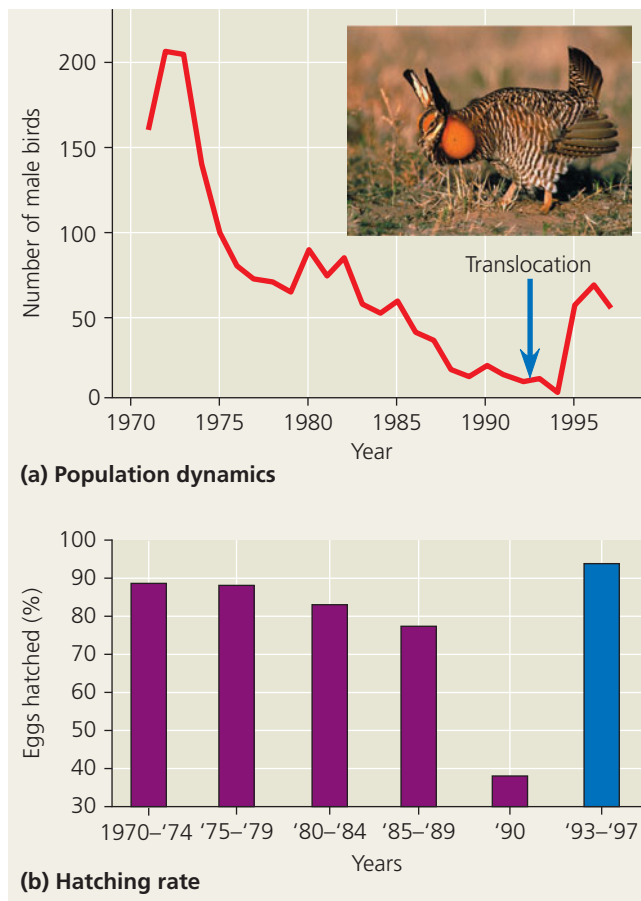 200
150
100
50
0
Number of male birds
Translocation
1970 1975 1980 1985 1990 1995
Year
(a) Population dynamics
100
90
80
70
60
50
40
30
Eggs hatched (%)
1970–‘74 ‘75–‘79 ‘80–‘84 ‘85–‘89 ‘90 ‘93–‘97
Years
(b) Hatching rate